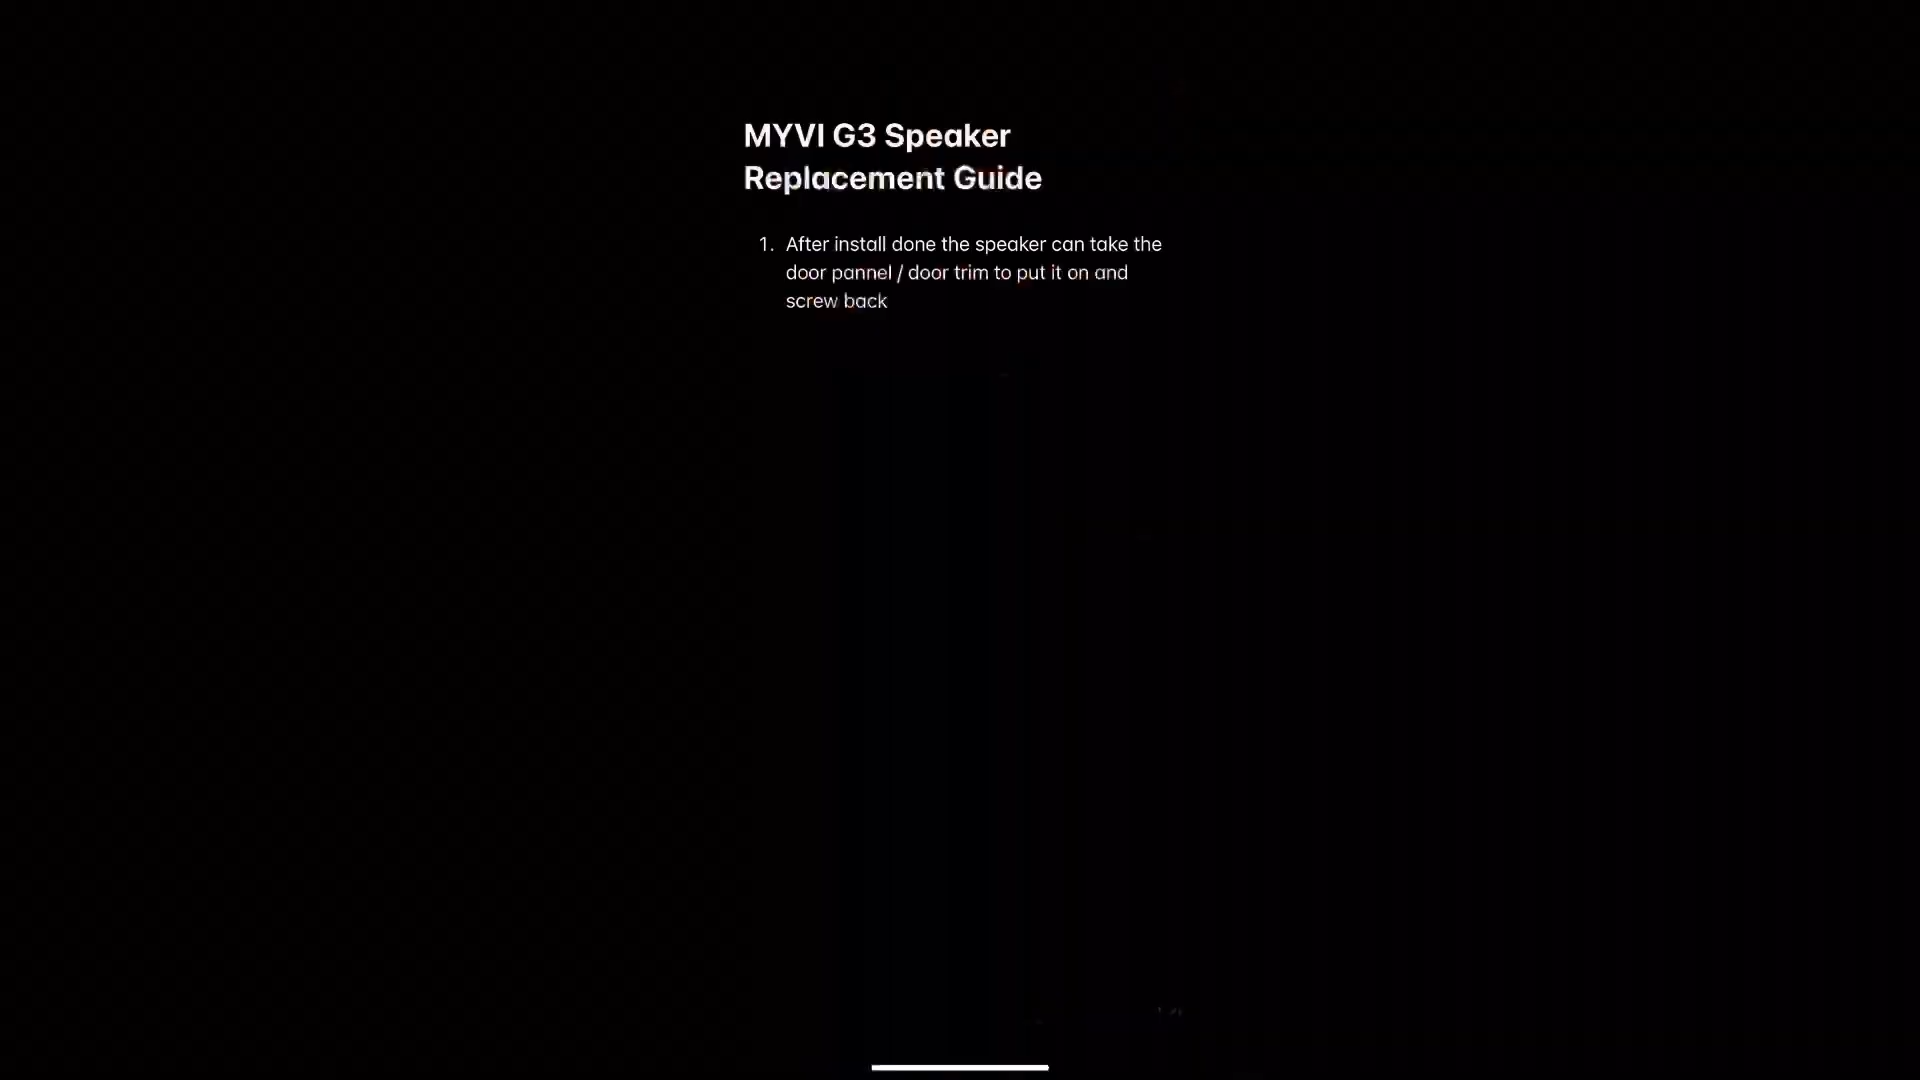 MYVI G3 Speaker
Replacement Guide
1. After install done the speaker can take the
door pannel / door trim to put it on and
screw back